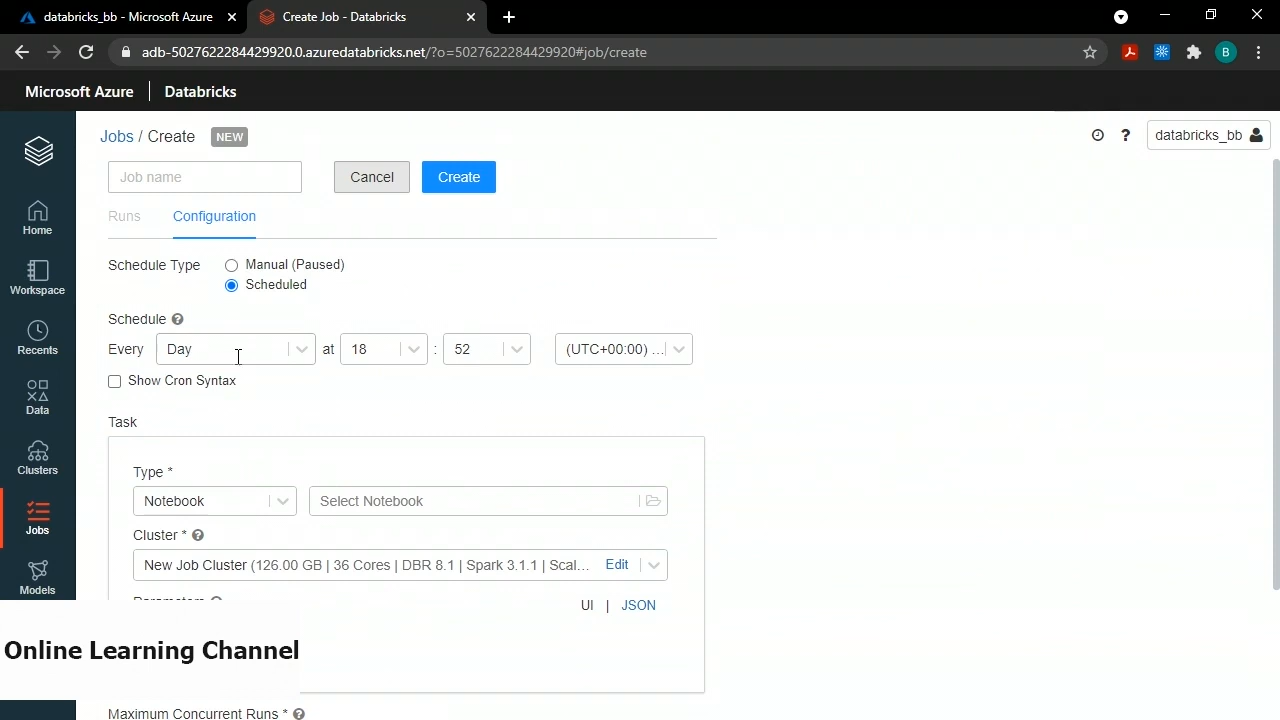 databricks_bb - Microsoft Azure
Create Job - Databricks
adb-5027622284429920.0.azuredatabricks.net/?o=5027622284429920#job/create
B
Microsoft Azure
Databricks
Jobs / Create NEW
? databricks_bb
Job name
Cancel
Create
Runs
Configuration
Schedule Type
Manual (Paused)
Scheduled
Schedule ?
Every Day at 18 : 52 (UTC+00:00) ...
Show Cron Syntax
Task
Type *
Notebook
Select Notebook
Cluster * ?
New Job Cluster (126.00 GB | 36 Cores | DBR 8.1 | Spark 3.1.1 | Scal... Edit
UI | JSON
Maximum Concurrent Runs * ?
Home
Workspace
Recents
Data
Clusters
Jobs
Models
Online Learning Channel